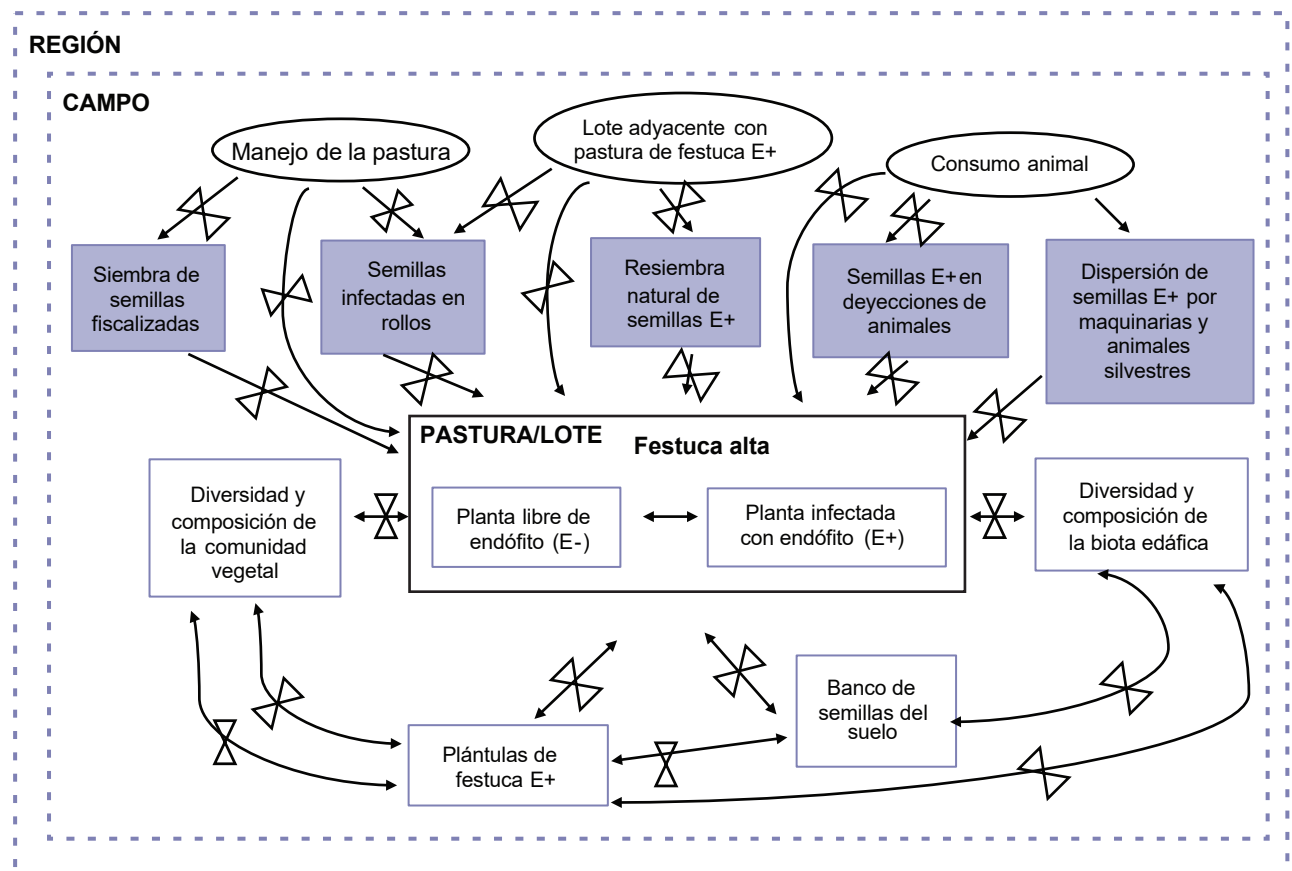 REGIÓN
CAMPO
Manejo de la pastura
Lote adyacente con
pastura de festuca E+
Consumo animal
Siembra de
semillas
fiscalizadas
Semillas
infectadas en
rollos
Resiembra
natural de
semillas E+
Semillas E+ en
deyecciones de
animales
Dispersión de
semillas E+ por
maquinarias y
animales
silvestres
PASTURA/LOTE
Festuca alta
Diversidad y
composición de
la comunidad
vegetal
Planta libre de
endófito (E-)
Planta infectada
con endófito (E+)
Diversidad y
composición de
la biota edáfica
Banco de
semillas del
suelo
Plántulas de
festuca E+